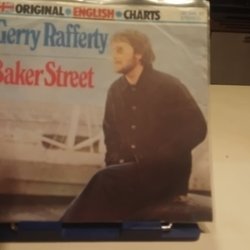 ORIGINAL ENGLISH CHARTS
Gerry Rafferty
Baker Street